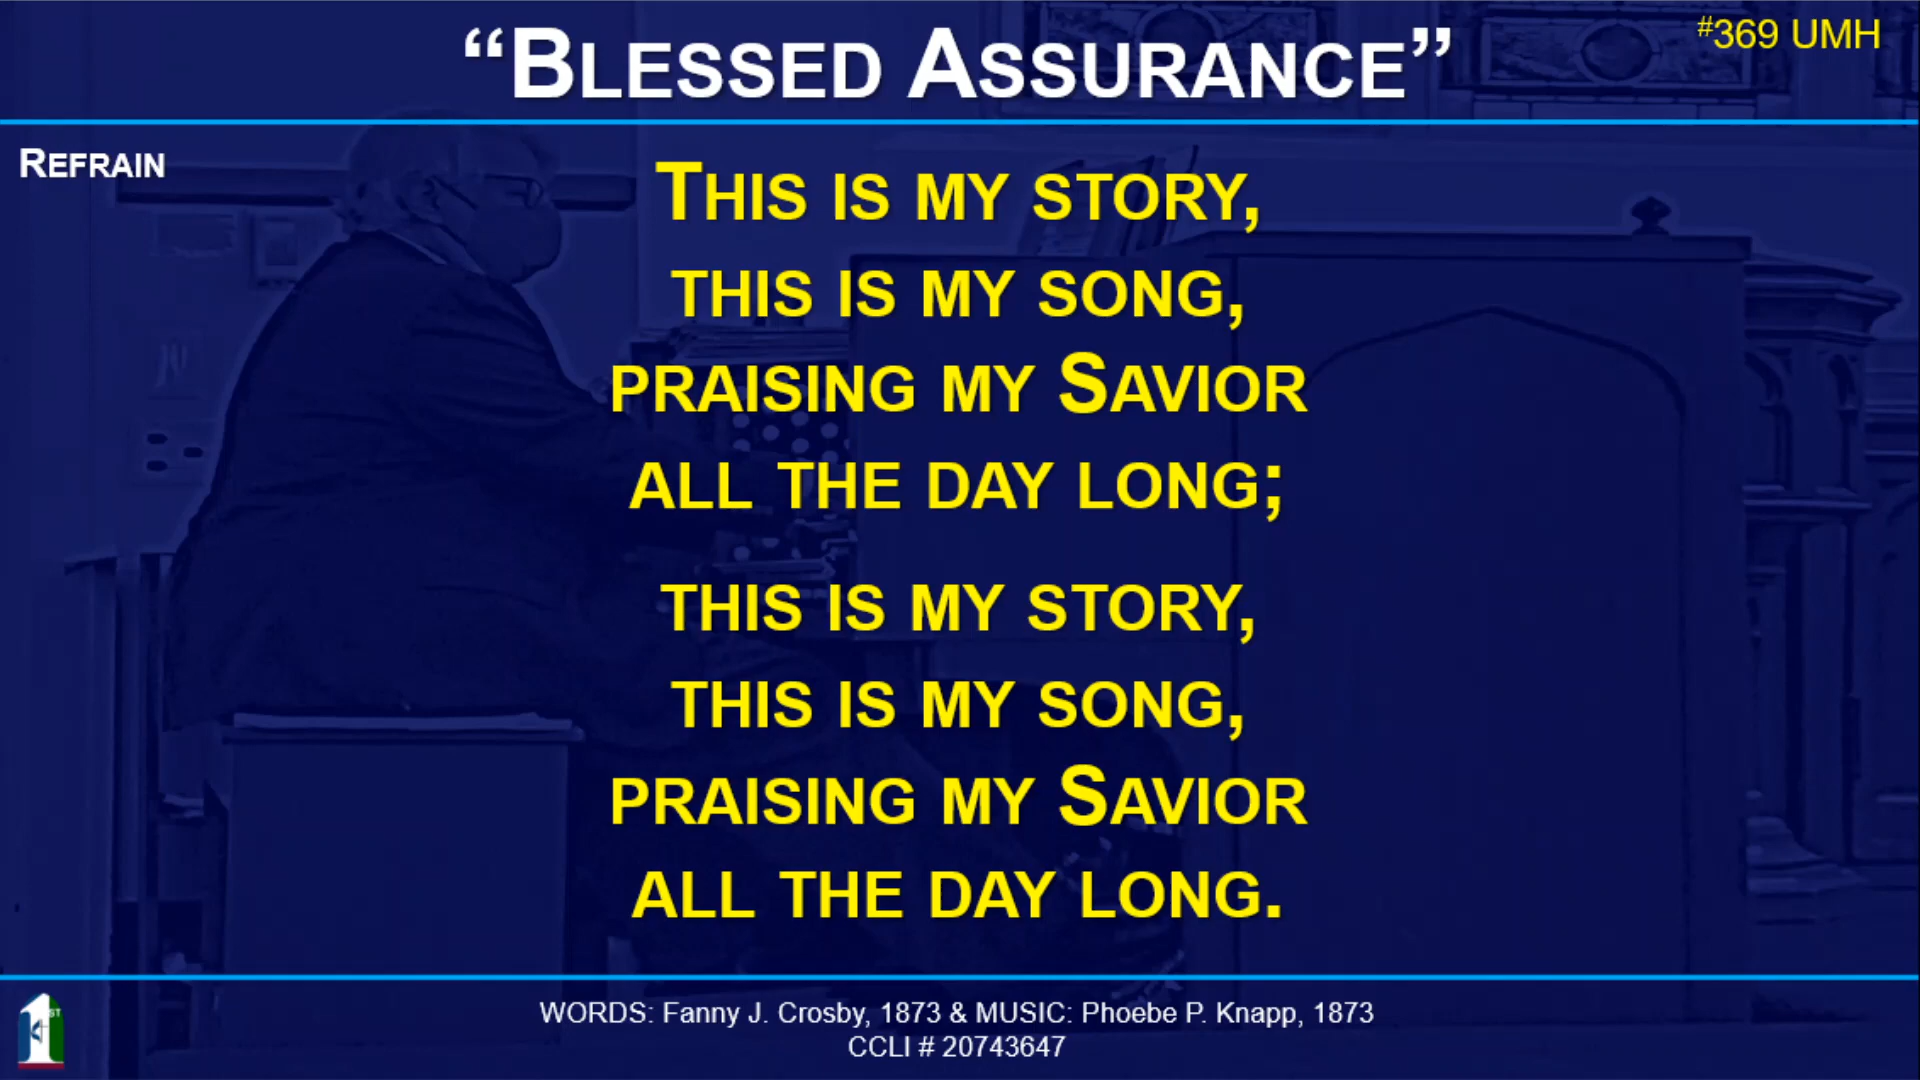 “Blessed Assurance”
#369 UMH
Refrain
This is my story,
this is my song,
praising my Savior
all the day long;
this is my story,
this is my song,
praising my Savior
all the day long.
WORDS: Fanny J. Crosby, 1873 & MUSIC: Phoebe P. Knapp, 1873
CCLI # 20743647
1ST